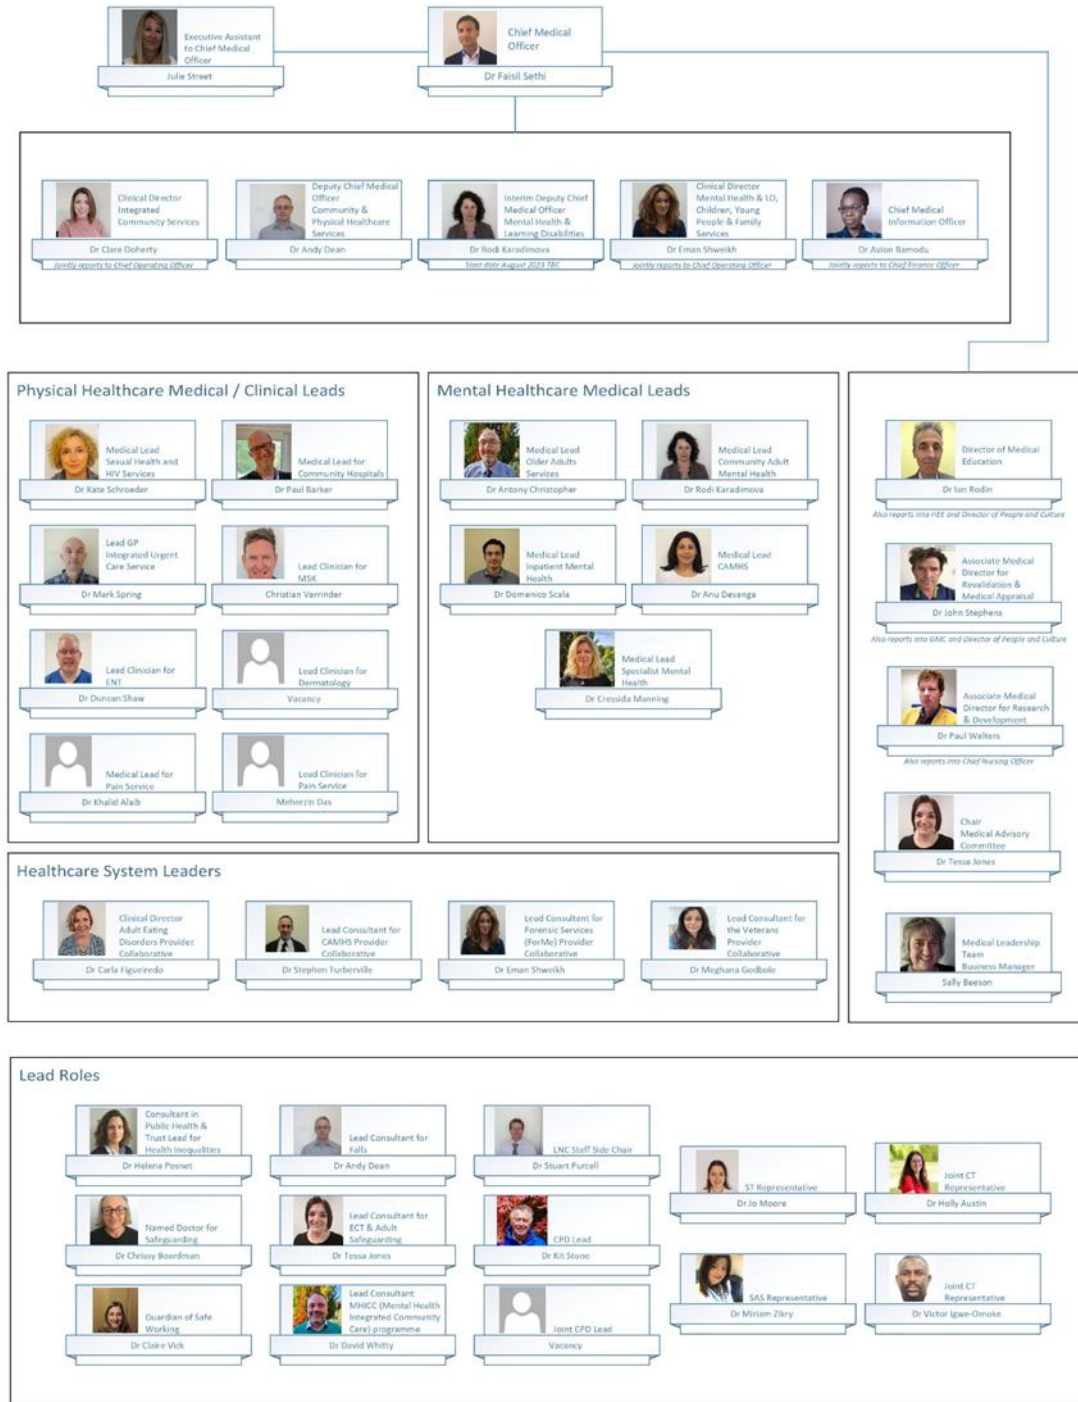 Executive Assistant
to Chief Medical
Officer
Julie Street
Chief Medical
Officer
Dr Faisil Sethi
Clinical Director
Integrated
Community Services
Dr Clare Doherty
Jointly reports to Chief Operating Officer
Deputy Chief Medical
Officer
Community &
Physical Healthcare
Services
Dr Andy Dean
Interim Deputy Chief
Medical Officer
Mental Health &
Learning Disabilities
Dr Rodi Karadimova
Start date August 2023 TBC
Clinical Director
Mental Health & LD,
Children, Young
People & Family
Services
Dr Eman Shweikh
Jointly reports to Chief Operating Officer
Chief Medical
Information Officer
Dr Avion Bamodu
Jointly reports to Chief Finance Officer
Physical Healthcare Medical / Clinical Leads
Medical Lead
Sexual Health and
HIV Services
Dr Kate Schroeder
Medical Lead for
Community Hospitals
Dr Paul Barker
Lead GP
Integrated Urgent
Care Service
Dr Mark Spring
Lead Clinician for
MSK
Christian Verrinder
Lead Clinician for
ENT
Dr Duncan Shaw
Lead Clinician for
Dermatology
Vacancy
Medical Lead for
Pain Service
Dr Khalid
Lead Clinician for
Pain Service
Meherzin Das
Mental Healthcare Medical Leads
Medical Lead
Older Adults
Services
Dr Antony Christopher
Medical Lead
Community Adult
Mental Health
Dr Rodi Karadimova
Medical Lead
Inpatient Mental
Health
Dr Domenico Scala
Medical Lead
CAMHS
Dr Anu Devanga
Medical Lead
Specialist Mental
Health
Dr Cressida Manning
Director of Medical
Education
Dr Ian Rodin
Also reports into HEE and Director of People and Culture
Associate Medical
Director for
Revalidation &
Medical Appraisal
Dr John Stephens
Also reports into GMC and Director of People and Culture
Associate Medical
Director for Research
& Development
Dr Paul Walters
Also reports into Chief Nursing Officer
Chair
Medical Advisory
Committee
Dr Tessa Jones
Medical Leadership
Team
Business Manager
Sally Beeson
Healthcare System Leaders
Clinical Director
Adult Eating
Disorders Provider
Collaborative
Dr Carla Figueiredo
Lead Consultant for
CAMHS Provider
Collaborative
Dr Stephen Turberville
Lead Consultant for
Forensic Services
(ForMe) Provider
Collaborative
Dr Eman Shweikh
Lead Consultant for
the Veterans
Provider
Collaborative
Dr Meghana Godbole
Lead Roles
Consultant in
Public Health &
Trust Lead for
Health Inequalities
Dr Helena Posnet
Lead Consultant for
Falls
Dr Andy Dean
LNC Staff Side Chair
Dr Stuart Purcell
ST Representative
Dr Jo Moore
Joint CT
Representative
Dr Holly Austin
Named Doctor for
Safeguarding
Dr Chrissy Boardman
Lead Consultant for
ECT & Adult
Safeguarding
Dr Tessa Jones
CPD Lead
Dr Kit Stone
SAS Representative
Dr Miriam Zikry
Joint CT
Representative
Dr Victor Igwe-Omoke
Guardian of Safe
Working
Dr Claire Vick
Lead Consultant
MHICC (Mental Health
Integrated Community
Care) programme
Dr David Whitty
Joint CPD Lead
Vacancy